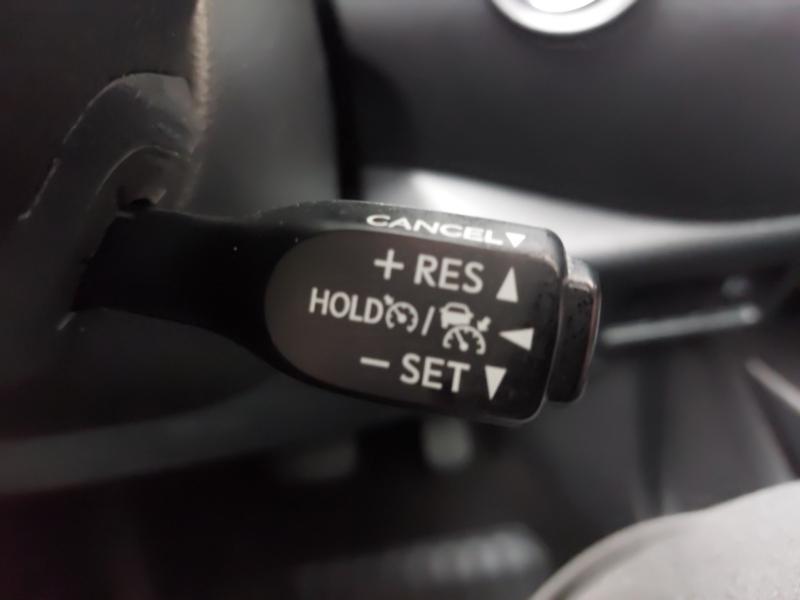 CANCEL▼
+ RES ▲
HOLD / ◀
− SET ▼